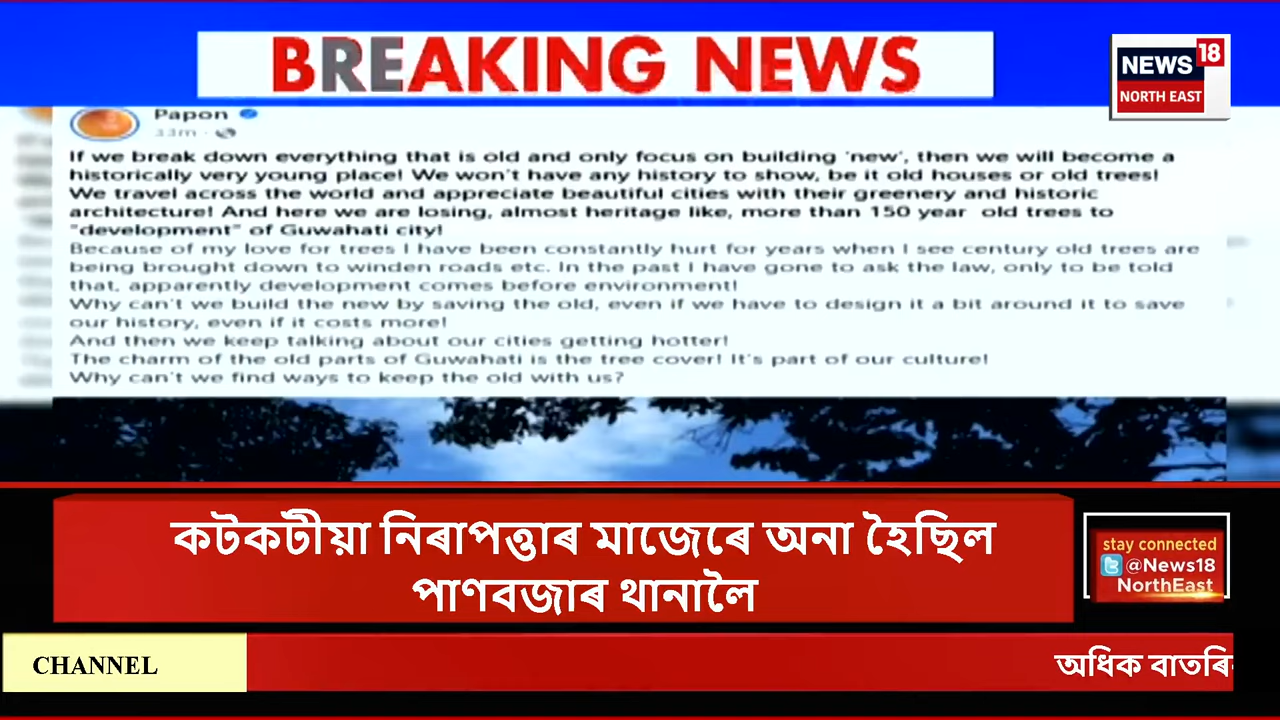 BREAKING NEWS
NEWS 18
NORTH EAST
Papon
33m
If we break down everything that is old and only focus on building 'new', then we will become a
historically very young place! We won't have any history to show, be it old houses or old trees!
We travel across the world and appreciate beautiful cities with their greenery and historic
architecture! And here we are losing, almost heritage like, more than 150 year old trees to
"development" of Guwahati city!
Because of my love for trees I have been constantly hurt for years when I see century old trees are
being brought down to winden roads etc. In the past I have gone to ask the law, only to be told
that, apparently development comes before environment!
Why can't we build the new by saving the old, even if we have to design it a bit around it to save
our history, even if it costs more!
And then we keep talking about our cities getting hotter!
The charm of the old parts of Guwahati is the tree cover! It's part of our culture!
Why can't we find ways to keep the old with us?
কটকটীয়া নিৰাপত্তাৰ মাজেৰে অনা হৈছিল
পাণবজাৰ থানালৈ
stay connected
@News18
NorthEast
CHANNEL
অধিক বাতৰি